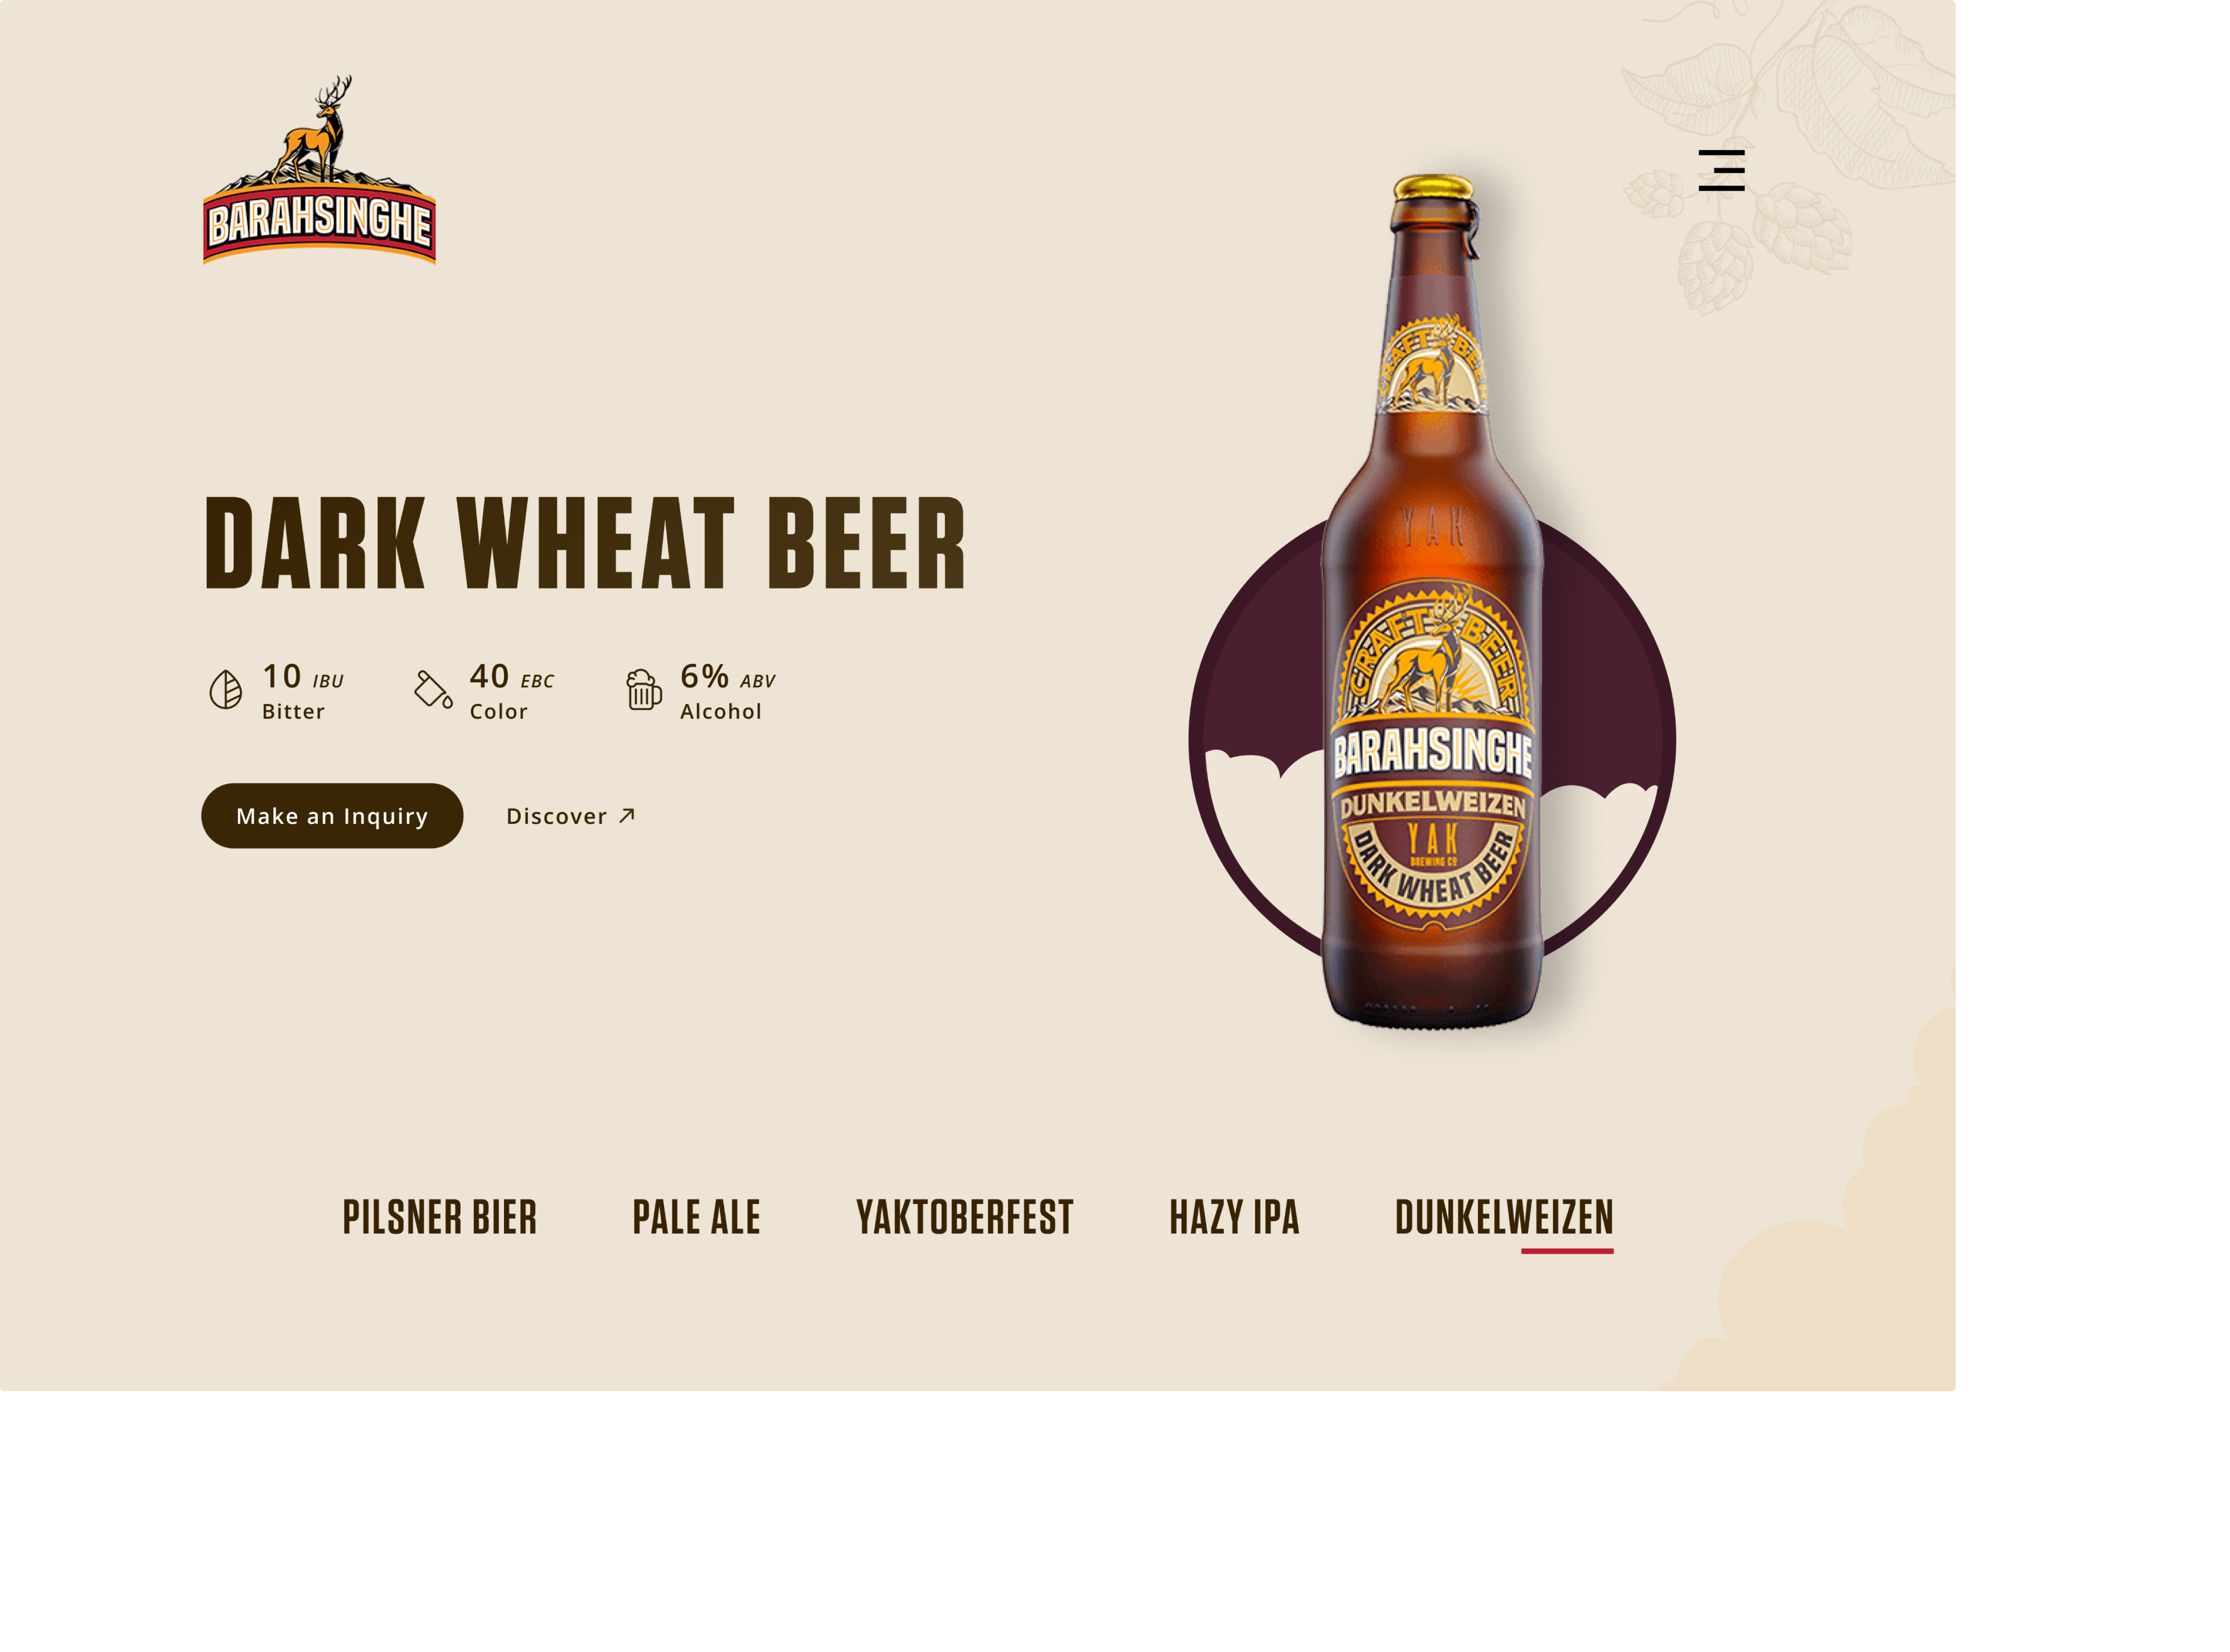 BARAHSINGHE
CRAFT BEER
YAK
DARK WHEAT BEER
10 IBU
Bitter
40 EBC
Color
6% ABV
Alcohol
Make an Inquiry
Discover
CRAFT BEER
BARAHSINGHE
DUNKELWEIZEN
YAK
BREWING CO
DARK WHEAT BEER
PILSNER BIER
PALE ALE
YAKTOBERFEST
HAZY IPA
DUNKELWEIZEN